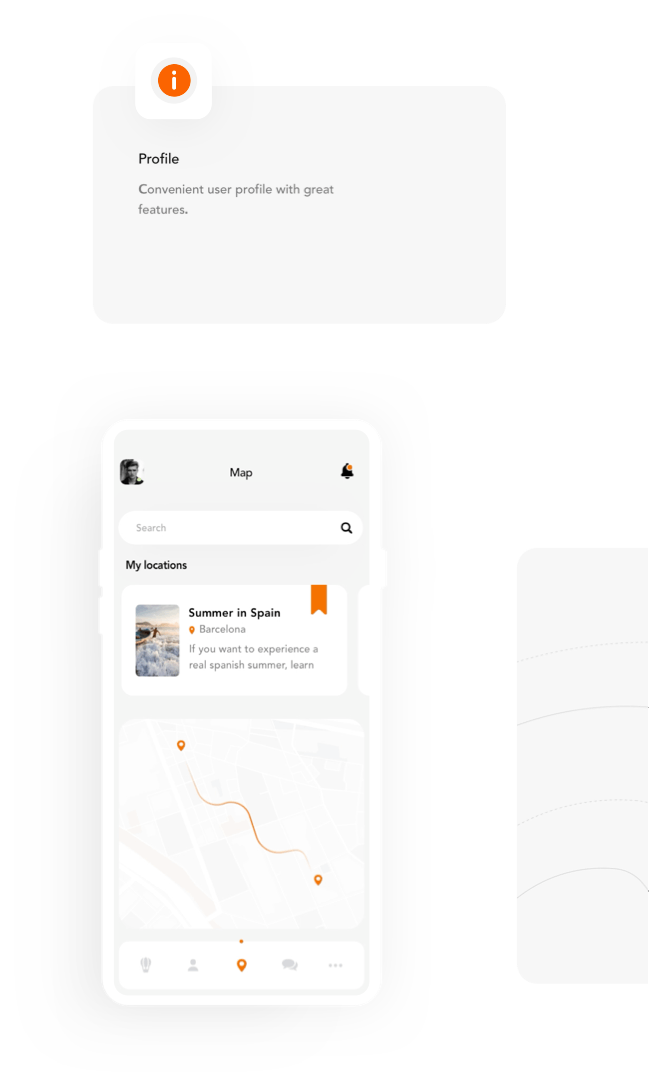 Profile
Convenient user profile with great
features.
Map
Search
My locations
Summer in Spain
Barcelona
If you want to experience a
real spanish summer, learn